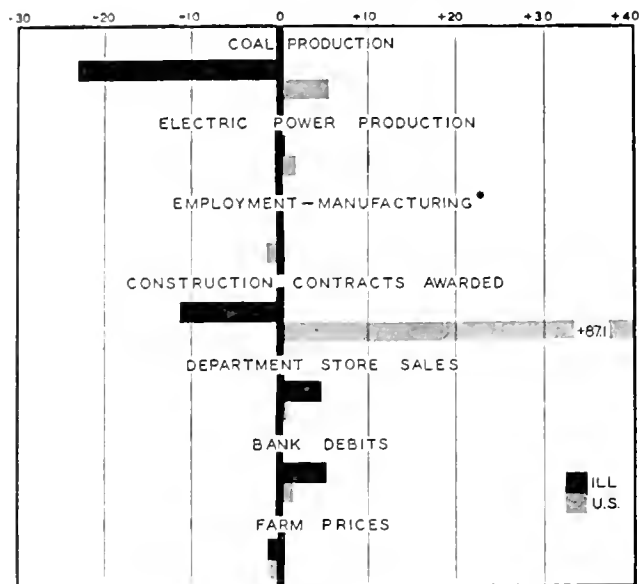 -30 -20 -10 0 +10 +20 +30 +40
COAL PRODUCTION
ELECTRIC POWER PRODUCTION
EMPLOYMENT-MANUFACTURING*
CONSTRUCTION CONTRACTS AWARDED
+87.1
DEPARTMENT STORE SALES
BANK DEBITS
ILL
U.S.
FARM PRICES